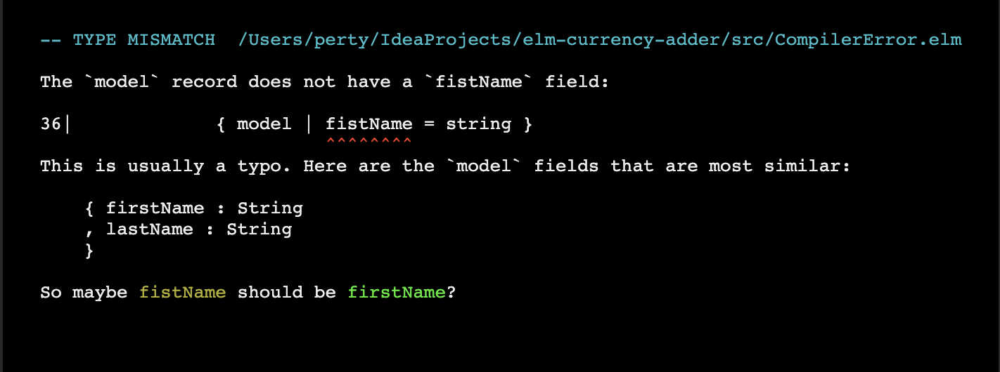 -- TYPE MISMATCH  /Users/perty/IdeaProjects/elm-currency-adder/src/CompilerError.elm
The `model` record does not have a `fistName` field:
36|             { model | fistName = string }
                          ^^^^^^^^
This is usually a typo. Here are the `model` fields that are most similar:
    { firstName : String
    , lastName : String
    }
So maybe fistName should be firstName?